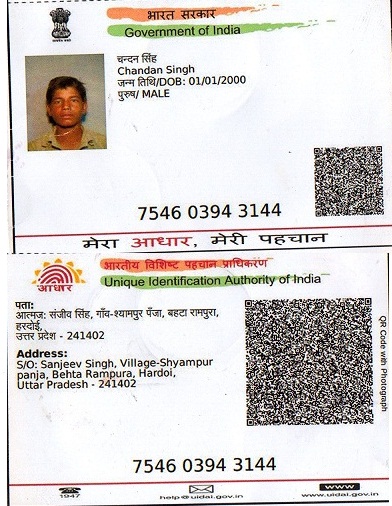 भारत सरकार
Government of India
चन्दन सिंह
Chandan Singh
जन्म तिथि/DOB: 01/01/2000
पुरुष/ MALE
7546 0394 3144
मेरा आधार, मेरी पहचान
आधार
भारतीय विशिष्ट पहचान प्राधिकरण
Unique Identification Authority of India
पता:
आत्मज: संजीव सिंह, गाँव-श्यामपुर पँजा, बहटा रामपुरा,
हरदोई,
उत्तर प्रदेश - 241402
Address:
S/O: Sanjeev Singh, Village-Shyampur
panja, Behta Rampura, Hardoi,
Uttar Pradesh - 241402
QR Code with Photograph
7546 0394 3144
1947
help@uidai.gov.in
www
www.uidai.gov.in